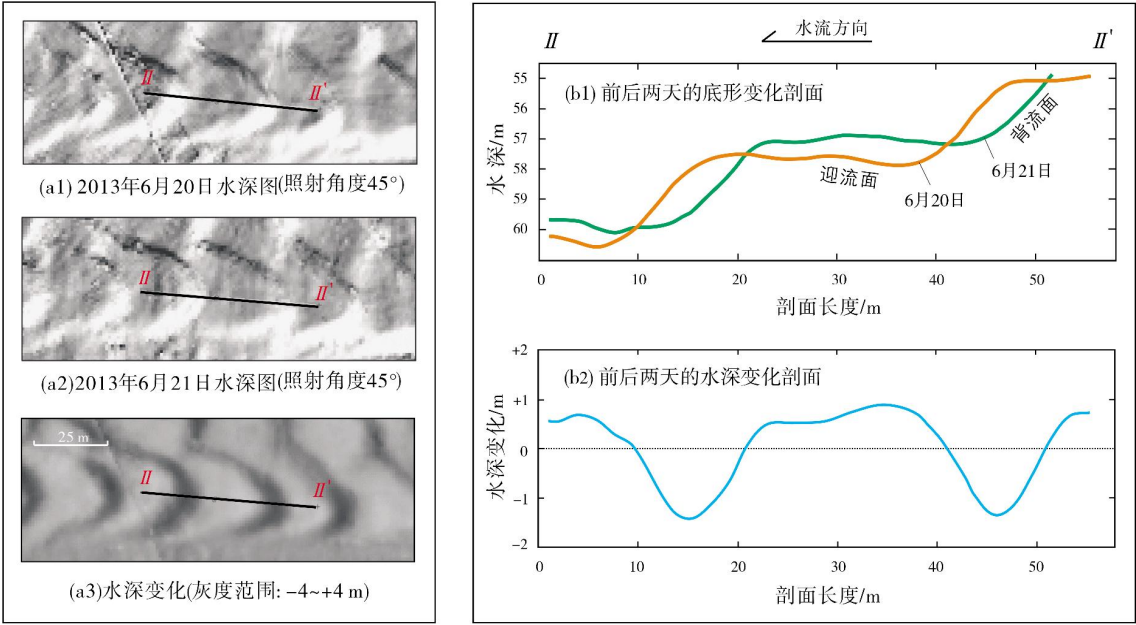 II
II'
(a1) 2013年6月20日水深图(照射角度45°)
II
II'
(a2)2013年6月21日水深图(照射角度45°)
25 m
II
II'
(a3)水深变化(灰度范围: -4~+4 m)
II
水流方向
II'
(b1) 前后两天的底形变化剖面
55
56
57
58
59
60
水 深/m
背流面
迎流面
6月21日
6月20日
0
10
20
30
40
50
剖面长度/m
(b2) 前后两天的水深变化剖面
+2
+1
0
-1
-2
水深变化/m
0
10
20
30
40
50
剖面长度/m